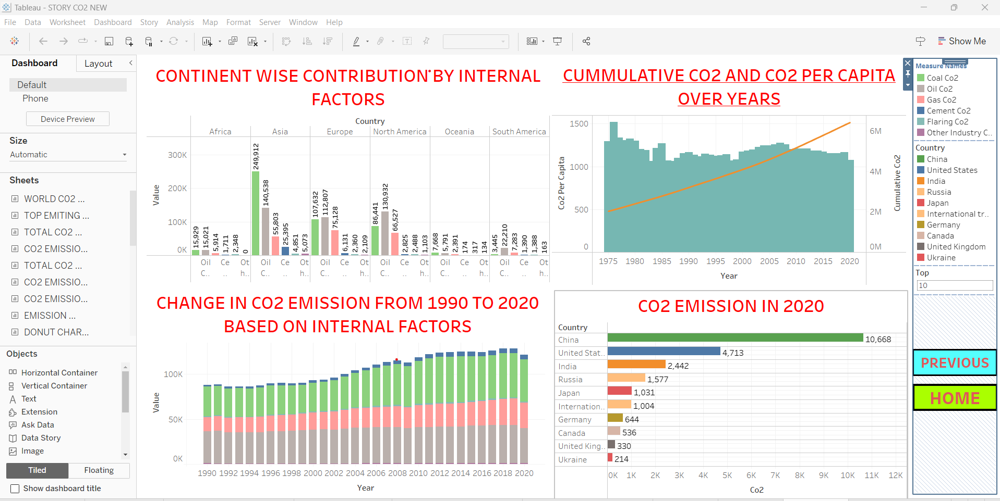 Tableau - STORY CO2 NEW
File Data Worksheet Dashboard Story Analysis Map Format Server Window Help
Show Me
Dashboard Layout
Default
Phone
Device Preview
Size
Automatic
Sheets
WORLD CO2 ...
TOP EMITING ...
TOTAL CO2 ...
CO2 EMISSIO...
TOTAL CO2 ...
CO2 EMISSIO...
CO2 EMISSIO...
EMISSION ...
DONUT CHAR...
Objects
Horizontal Container
Vertical Container
Text
Extension
Ask Data
Data Story
Image
Tiled Floating
Show dashboard title
CONTINENT WISE CONTRIBUTION BY INTERNAL
FACTORS
Country
Africa Asia Europe North America Oceania South America
Value
300K
200K
100K
0K
15,929 15,021 5,914 1,711 2,348 0
249,912 140,538 55,803 25,395 4,851 5,073
107,632 112,807 75,128 6,131 2,360 2,109
86,441 130,932 66,527 2,825 2,488 1,103
7,668 5,791 2,391 174 317 134
3,445 22,210 7,283 1,390 1,388 163
Oil Ce Ot Oil Ce Ot Oil Ce Ot Oil Ce Ot Oil Ce Ot Oil Ce Ot
C.. .. h.. C.. .. h.. C.. .. h.. C.. .. h.. C.. .. h.. C.. .. h..
CUMMULATIVE CO2 AND CO2 PER CAPITA
OVER YEARS
Co2 Per Capita
1500
1000
500
0
Cumulative Co2
6M
4M
2M
0M
1975 1980 1985 1990 1995 2000 2005 2010 2015 2020
Year
CHANGE IN CO2 EMISSION FROM 1990 TO 2020
BASED ON INTERNAL FACTORS
Value
100K
50K
0K
1990 1992 1994 1996 1998 2000 2002 2004 2006 2008 2010 2012 2014 2016 2018 2020
Year
CO2 EMISSION IN 2020
Country
China 10,668
United Stat.. 4,713
India 2,442
Russia 1,577
Japan 1,031
Internation.. 1,004
Germany 644
Canada 536
United King.. 330
Ukraine 214
0K 1K 2K 3K 4K 5K 6K 7K 8K 9K 10K 11K 12K
Co2
Measure Names
Coal Co2
Oil Co2
Gas Co2
Cement Co2
Flaring Co2
Other Industry C..
Country
China
United States
India
Russia
Japan
International tr..
Germany
Canada
United Kingdom
Ukraine
Top
10
PREVIOUS
HOME